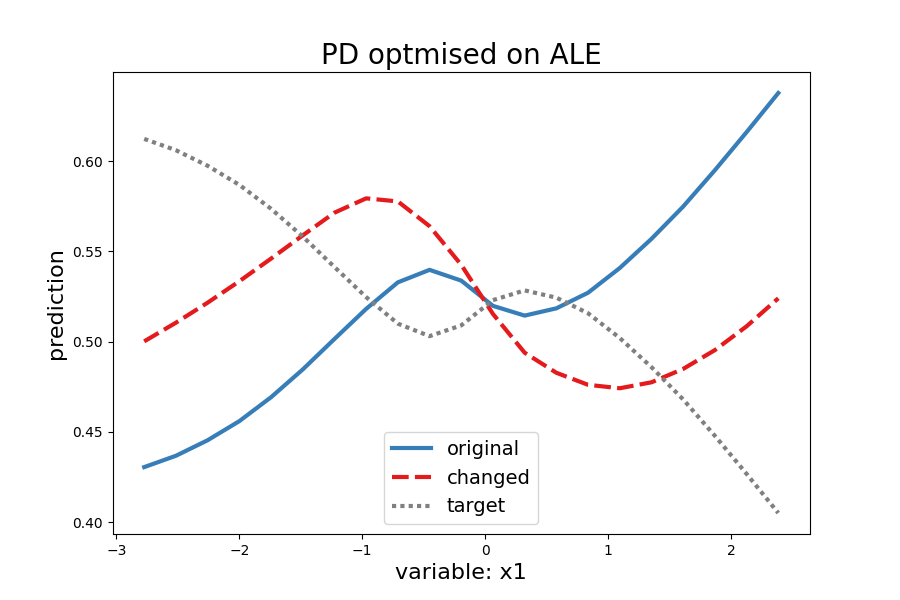 PD optmised on ALE
prediction
0.60
0.55
0.50
0.45
0.40
original
changed
target
−3
−2
−1
0
1
2
variable: x1